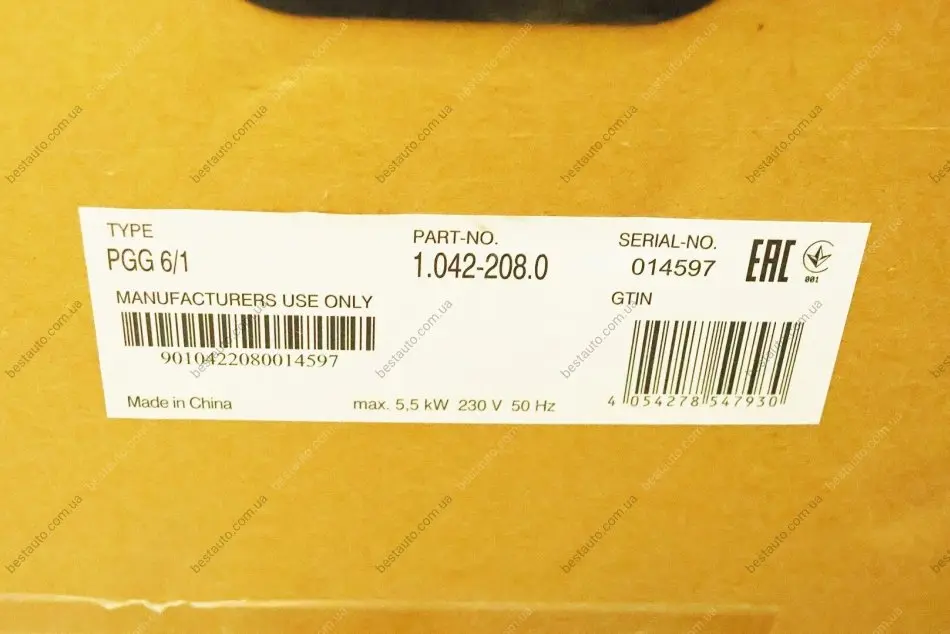 TYPE
PGG 6/1
PART-NO.
1.042-208.0
SERIAL-NO.
014597
EAC
001
MANUFACTURERS USE ONLY
9010422080014597
GTIN
4 054278 547930
Made in China
max. 5,5 kW 230 V 50 Hz
bestauto.com.ua